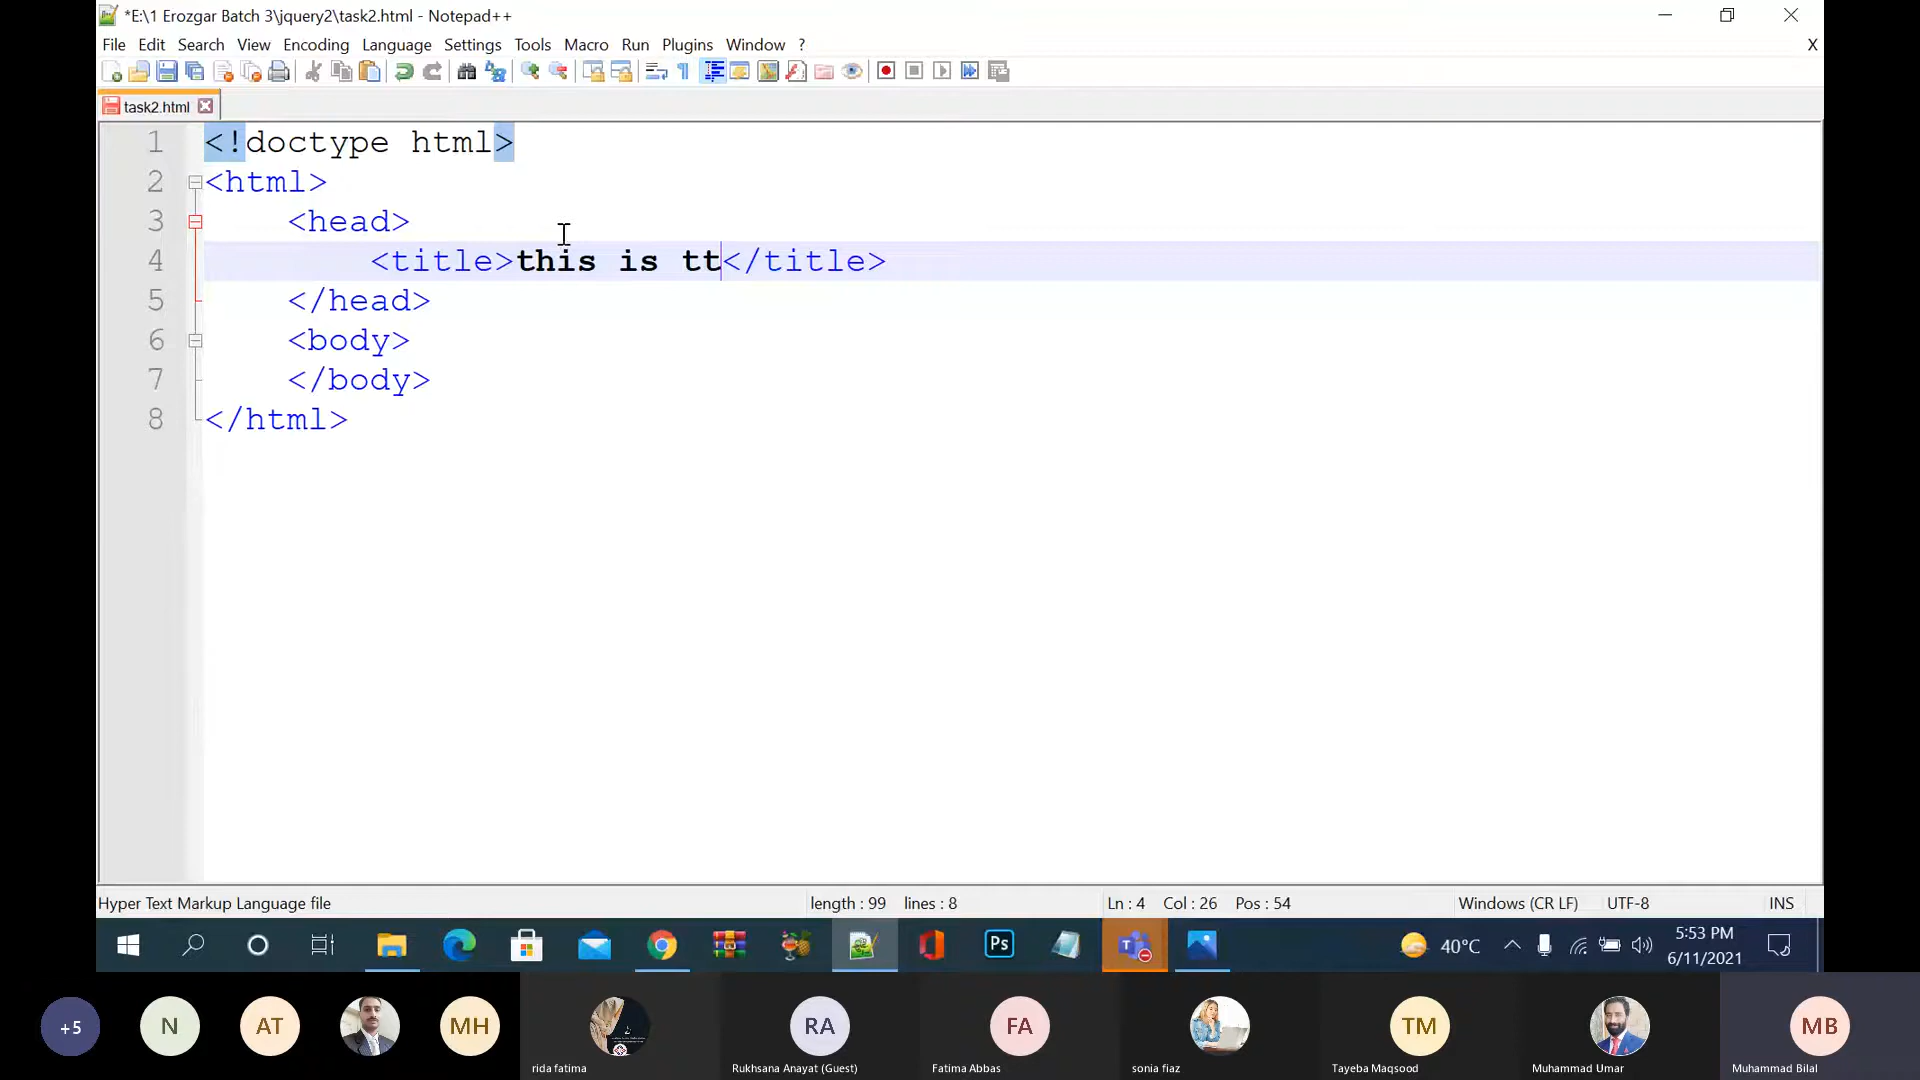 *E:\1 Erozgar Batch 3\jquery2\task2.html - Notepad++
File Edit Search View Encoding Language Settings Tools Macro Run Plugins Window ? X
task2.html
1 <!doctype html>
2 <html>
3 <head>
4 <title>this is tt</title>
5 </head>
6 <body>
7 </body>
8 </html>
Hyper Text Markup Language file length : 99 lines : 8 Ln : 4 Col : 26 Pos : 54 Windows (CR LF) UTF-8 INS
Ps T 40°C 5:53 PM
6/11/2021
+5 N AT MH RA FA TM MB
rida fatima Rukhsana Anayat (Guest) Fatima Abbas sonia fiaz Tayeba Maqsood Muhammad Umar Muhammad Bilal